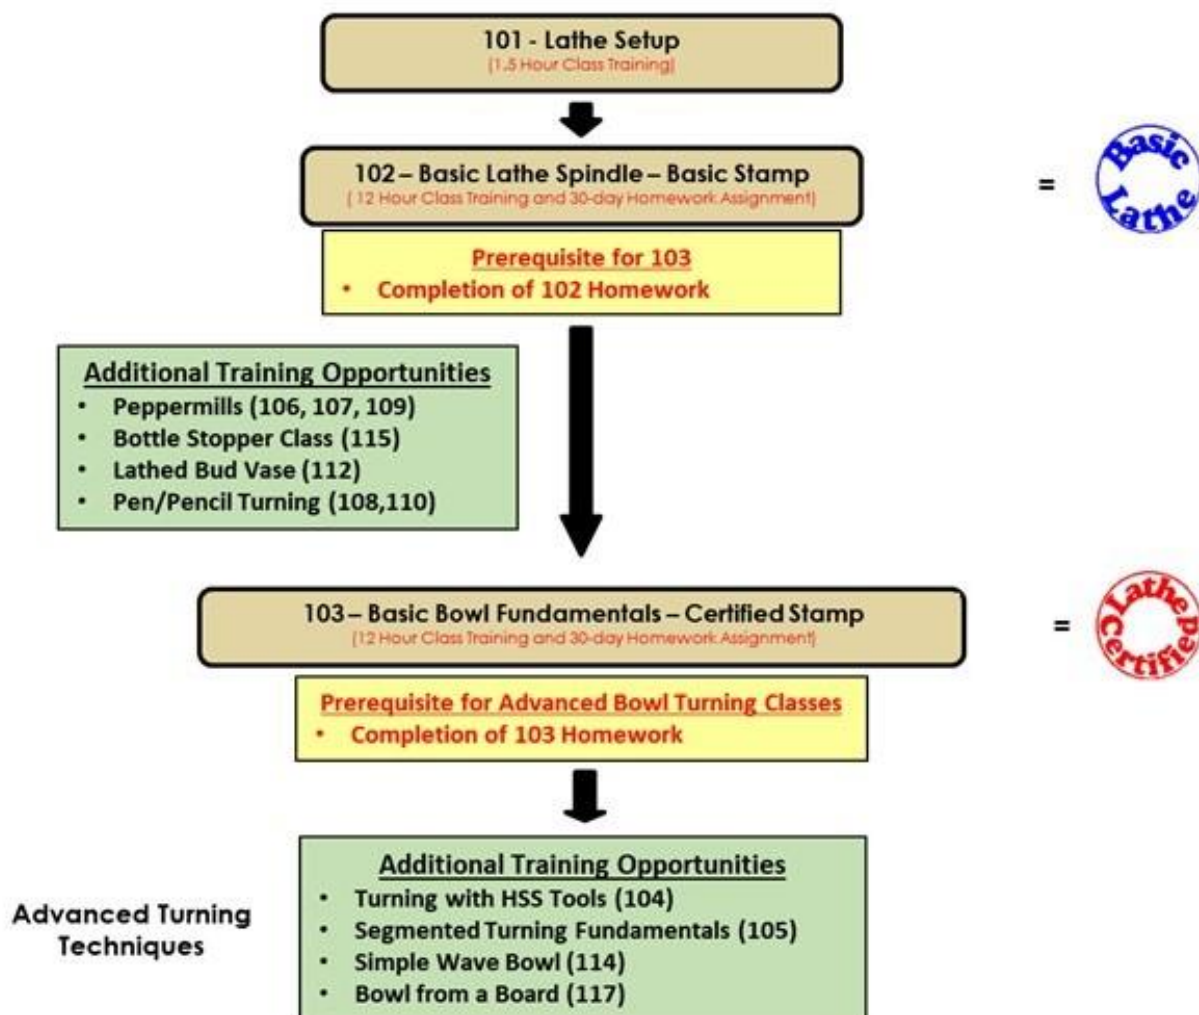 101 - Lathe Setup
(1.5 Hour Class Training)
102 – Basic Lathe Spindle – Basic Stamp
( 12 Hour Class Training and 30-day Homework Assignment)
=
Basic
Lathe
Prerequisite for 103
• Completion of 102 Homework
Additional Training Opportunities
• Peppermills (106, 107, 109)
• Bottle Stopper Class (115)
• Lathed Bud Vase (112)
• Pen/Pencil Turning (108,110)
103 – Basic Bowl Fundamentals – Certified Stamp
(12 Hour Class Training and 30-day Homework Assignment)
=
Lathe
Certified
Prerequisite for Advanced Bowl Turning Classes
• Completion of 103 Homework
Advanced Turning
Techniques
Additional Training Opportunities
• Turning with HSS Tools (104)
• Segmented Turning Fundamentals (105)
• Simple Wave Bowl (114)
• Bowl from a Board (117)